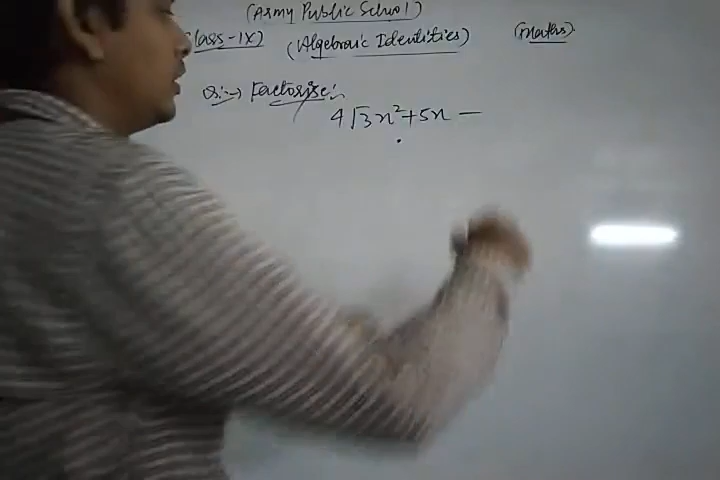 (Army Public School)
Class-IX) (Algebraic Identities) (Maths)
Q:-> Factorise:
4√3x²+5x —